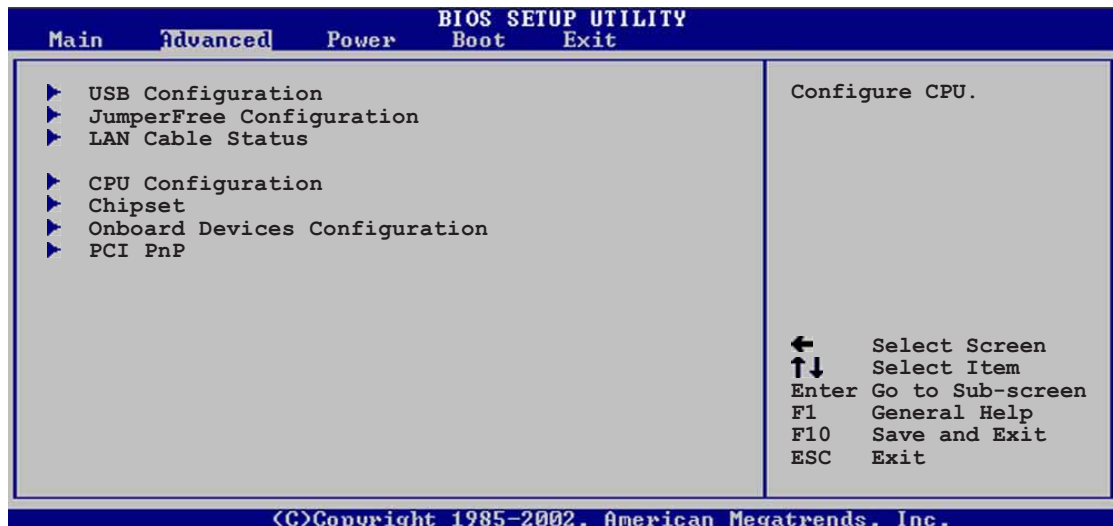 BIOS SETUP UTILITY
Main Advanced Power Boot Exit
USB Configuration
JumperFree Configuration
LAN Cable Status
CPU Configuration
Chipset
Onboard Devices Configuration
PCI PnP
Configure CPU.
Select Screen
Select Item
Enter Go to Sub-screen
F1 General Help
F10 Save and Exit
ESC Exit
(C)Copyright 1985-2002, American Megatrends, Inc.